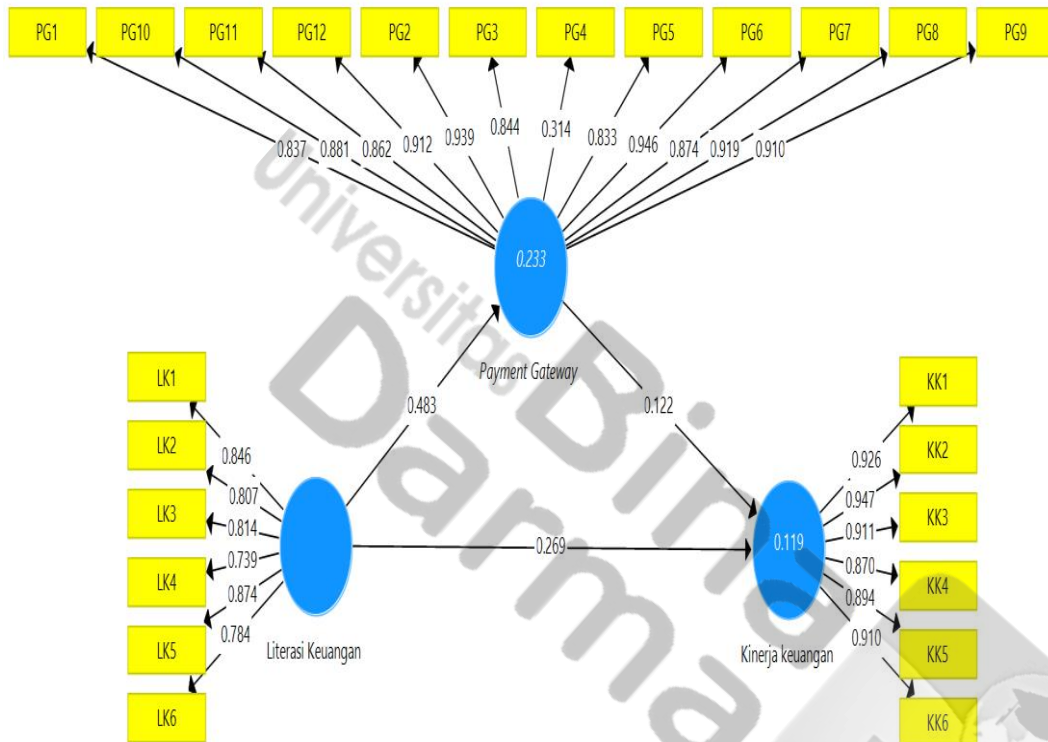 PG1 PG10 PG11 PG12 PG2 PG3 PG4 PG5 PG6 PG7 PG8 PG9
0.837 0.881 0.862 0.912 0.939 0.844 0.314 0.833 0.946 0.874 0.919 0.910
Universitas
Bina
Darma
0.233
Payment Gateway
0.483
0.122
LK1
LK2
LK3
LK4
LK5
LK6
0.846
0.807
0.814
0.739
0.874
0.784
Literasi Keuangan
0.269
0.119
Kinerja keuangan
0.926
0.947
0.911
0.870
0.894
0.910
KK1
KK2
KK3
KK4
KK5
KK6